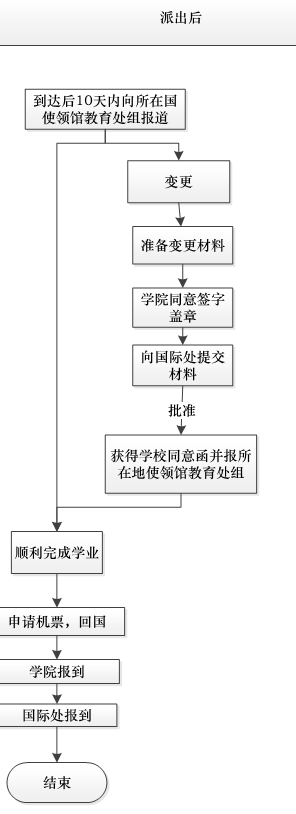 派出后
到达后10天内向所在国
使领馆教育处组报道
变更
准备变更材料
学院同意签字
盖章
向国际处提交
材料
批准
获得学校同意函并报所
在地使领馆教育处组
顺利完成学业
申请机票，回国
学院报到
国际处报到
结束